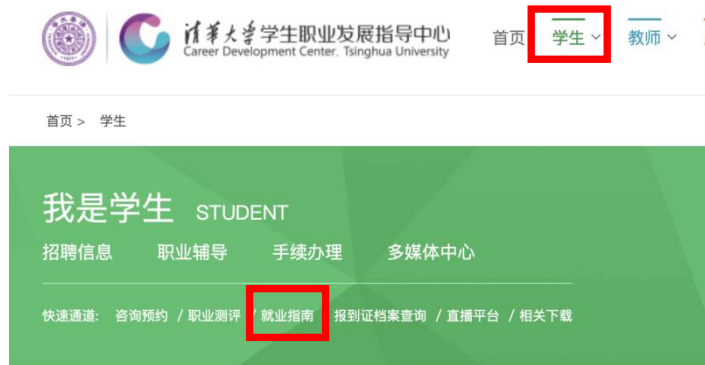 清华大学学生职业发展指导中心
Career Development Center, Tsinghua University
首页 学生 教师
首页 > 学生
我是学生 STUDENT
招聘信息 职业辅导 手续办理 多媒体中心
快速通道: 咨询预约 / 职业测评 / 就业指南 报到证档案查询 / 直播平台 / 相关下载